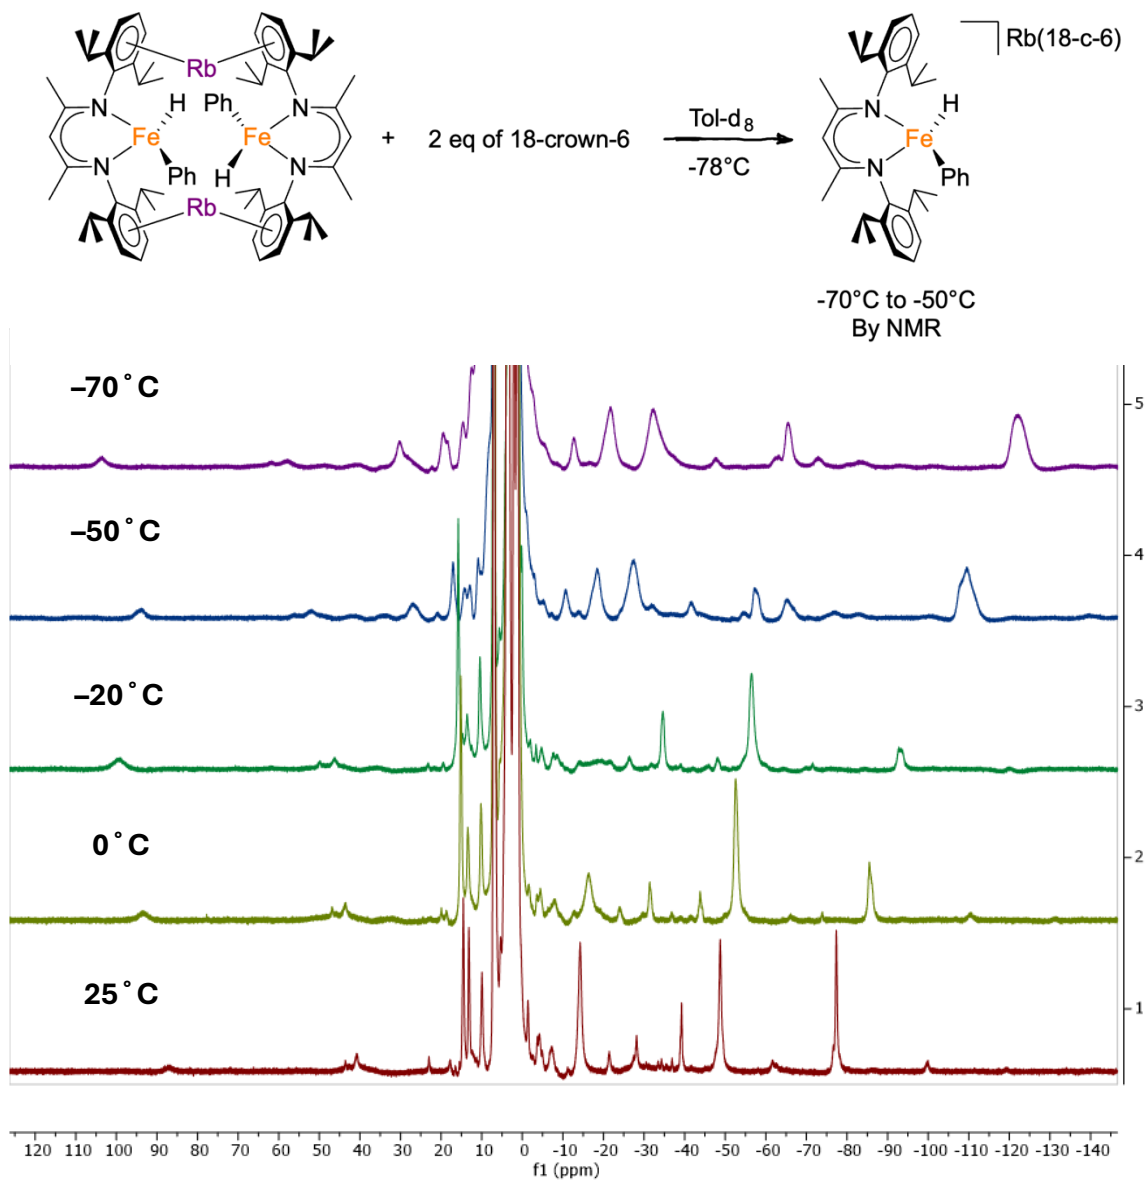 Rb
H
Ph
N
N
Fe
Fe
N
N
Ph
H
Rb
+
2 eq of 18-crown-6
Tol-d8
-78°C
Rb(18-c-6)
N
H
Fe
N
Ph
-70°C to -50°C
By NMR
–70°C
–50°C
–20°C
0°C
25°C
5
4
3
2
1
120 110 100 90 80 70 60 50 40 30 20 10 0 -10 -20 -30 -40 -50 -60 -70 -80 -90 -100 -110 -120 -130 -140
f1 (ppm)